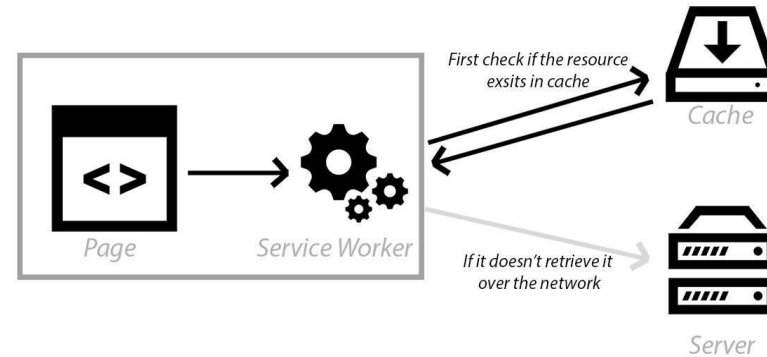 First check if the resource
exsits in cache
Cache
< >
Page
Service Worker
If it doesn't retrieve it
over the network
Server